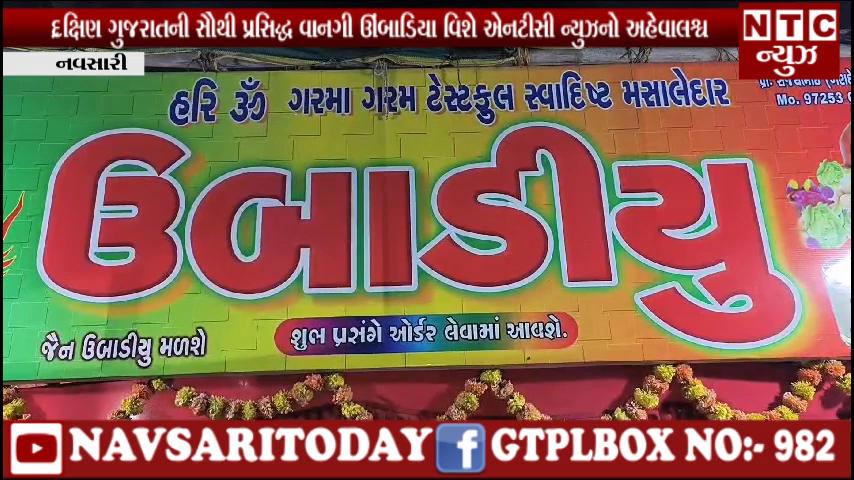 દક્ષિણ ગુજરાતની સૌથી પ્રસિદ્ધ વાનગી ઊંબાડિયા વિશે એનટીસી ન્યુઝનો અહેવાલશ્વ
NTC
ન્યુઝ
નવસારી
હરિ ૐ ગરમા ગરમ ટેસ્ટફુલ સ્વાદિષ્ટ મસાલેદાર
Mo. 97253
ઉબાડીયુ
જૈન ઉબાડીયુ મળશે
શુભ પ્રસંગે ઓર્ડર લેવામાં આવશે.
NAVSARITODAY f GTPLBOX NO:- 982